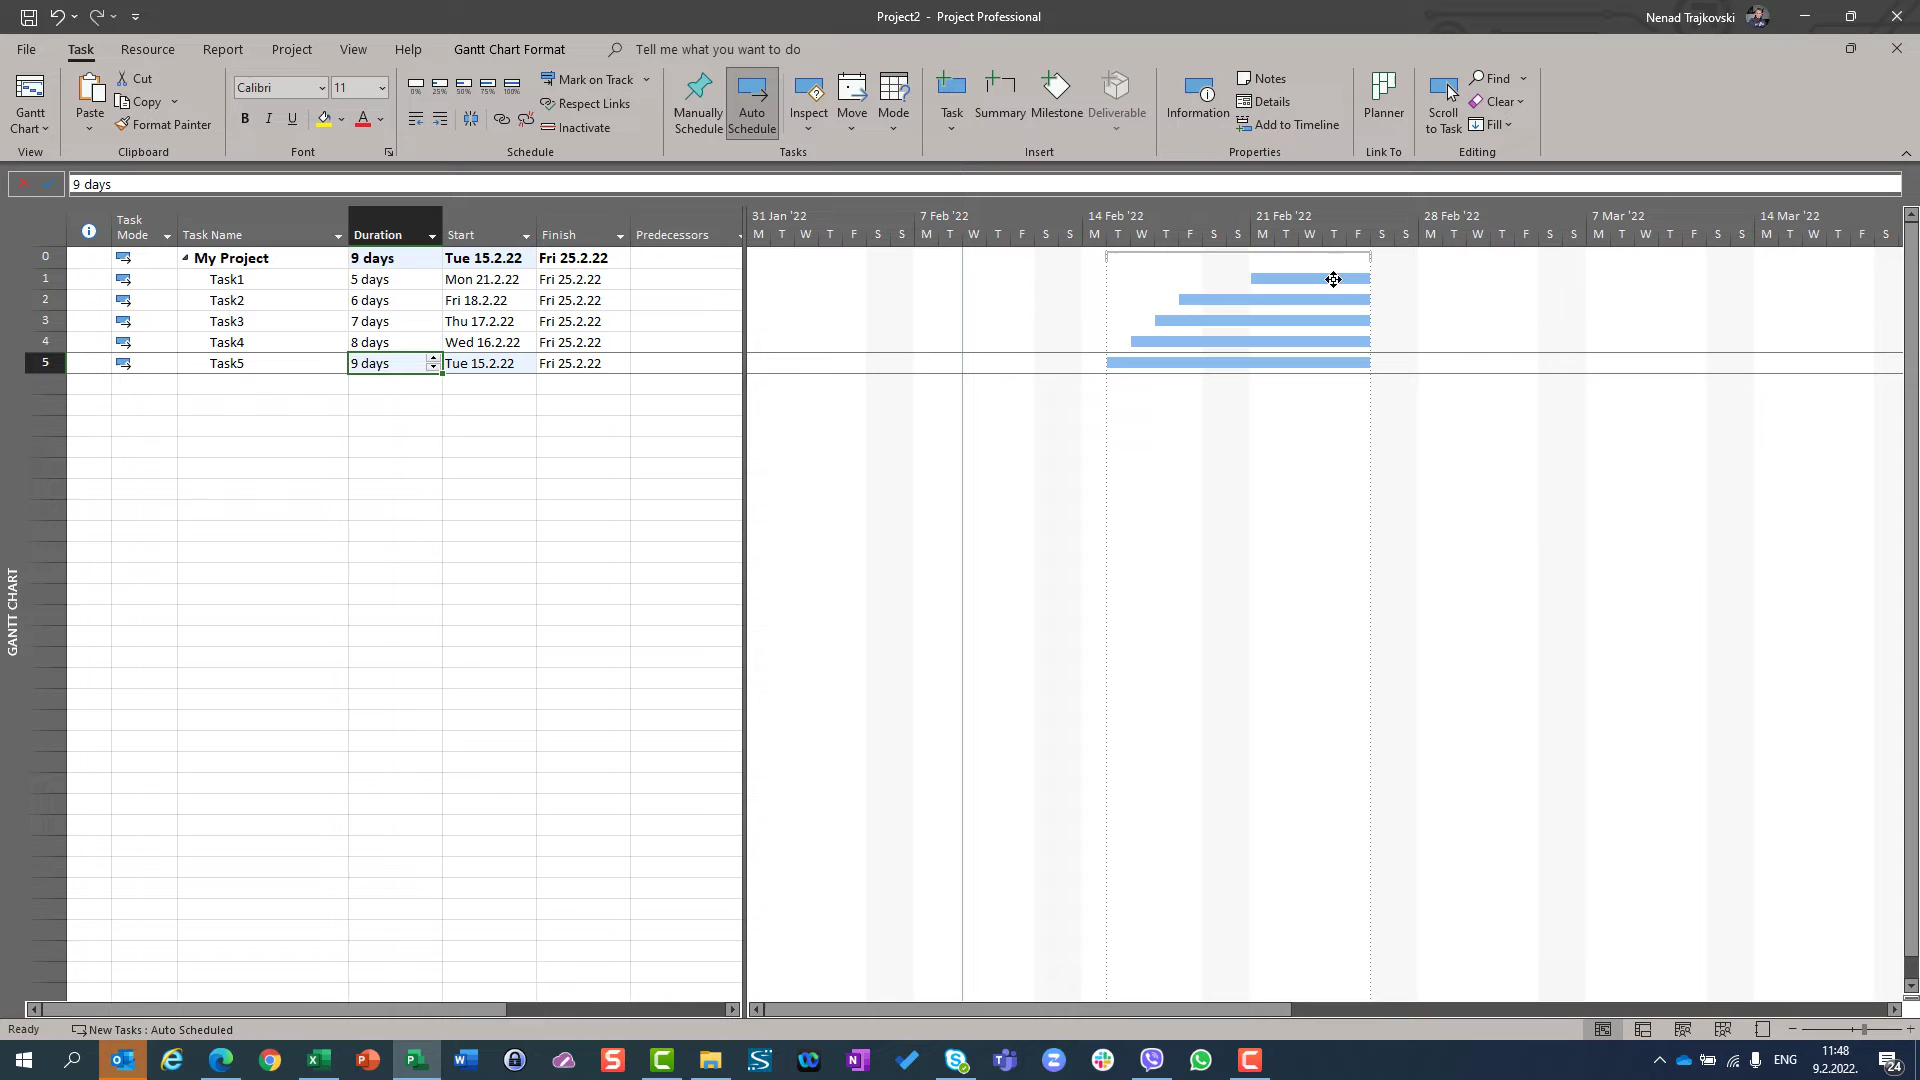 Project2 - Project Professional
Nenad Trajkovski
File Task Resource Report Project View Help Gantt Chart Format Tell me what you want to do
Gantt Chart
View
Paste
Cut
Copy
Format Painter
Clipboard
Calibri 11
B I U A
Font
0% 25% 50% 75% 100%
Mark on Track
Respect Links
Inactivate
Schedule
Manually Schedule
Auto Schedule
Inspect
Move
Mode
Tasks
Task
Summary
Milestone
Deliverable
Insert
Information
Notes
Details
Add to Timeline
Properties
Planner
Link To
Scroll to Task
Find
Clear
Fill
Editing
9 days
Task Mode Task Name Duration Start Finish Predecessors
31 Jan '22 7 Feb '22 14 Feb '22 21 Feb '22 28 Feb '22 7 Mar '22 14 Mar '22
M T W T F S S M T W T F S S M T W T F S S M T W T F S S M T W T F S S M T W T F S S M T W T F S
0 My Project 9 days Tue 15.2.22 Fri 25.2.22
1 Task1 5 days Mon 21.2.22 Fri 25.2.22
2 Task2 6 days Fri 18.2.22 Fri 25.2.22
3 Task3 7 days Thu 17.2.22 Fri 25.2.22
4 Task4 8 days Wed 16.2.22 Fri 25.2.22
5 Task5 9 days Tue 15.2.22 Fri 25.2.22
GANTT CHART
Ready New Tasks : Auto Scheduled
ENG
11:48
9.2.2022.
24